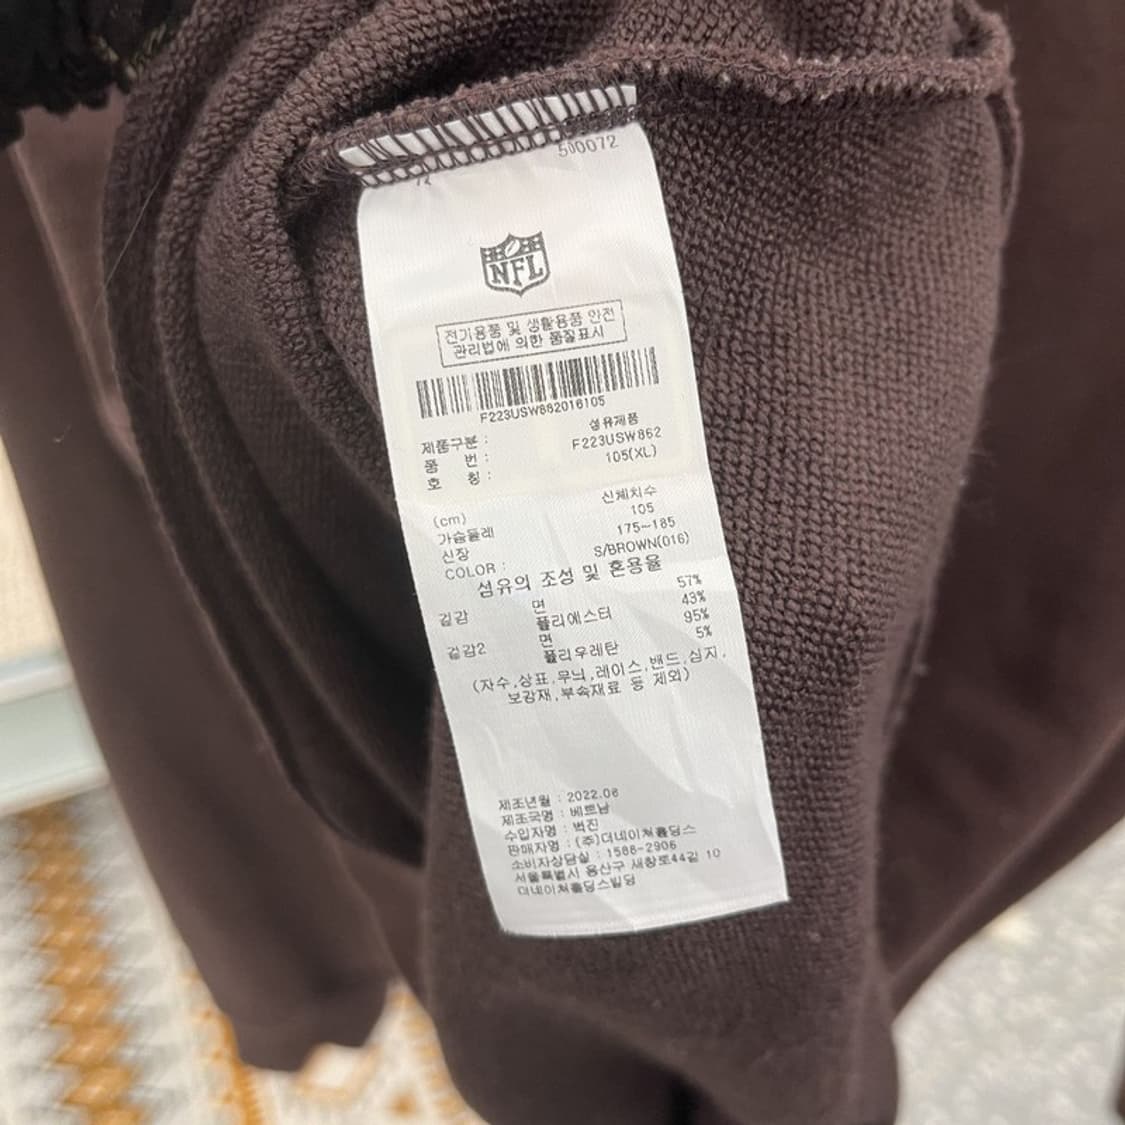 500072
NFL
전기용품 및 생활용품 안전
관리법에 의한 품질표시
F223USW862016105
제품구분 : 섬유제품
품 번 : F223USW862
호 칭 : 105(XL)
(cm) 신체치수
가슴둘레 105
신장 175~185
COLOR : S/BROWN(016)
섬유의 조성 및 혼용율
겉감 면 57%
폴리에스터 43%
겉감2 면 95%
폴리우레탄 5%
(자수,상표,무늬,레이스,밴드,심지,
보강재,부속재료 등 제외)
제조년월 : 2022.08
제조국명 : 베트남
수입자명 : 벽진
판매자명 : (주)더네이쳐홀딩스
소비자상담실 : 1588-2906
서울특별시 용산구 새창로44길 10
더네이쳐홀딩스빌딩